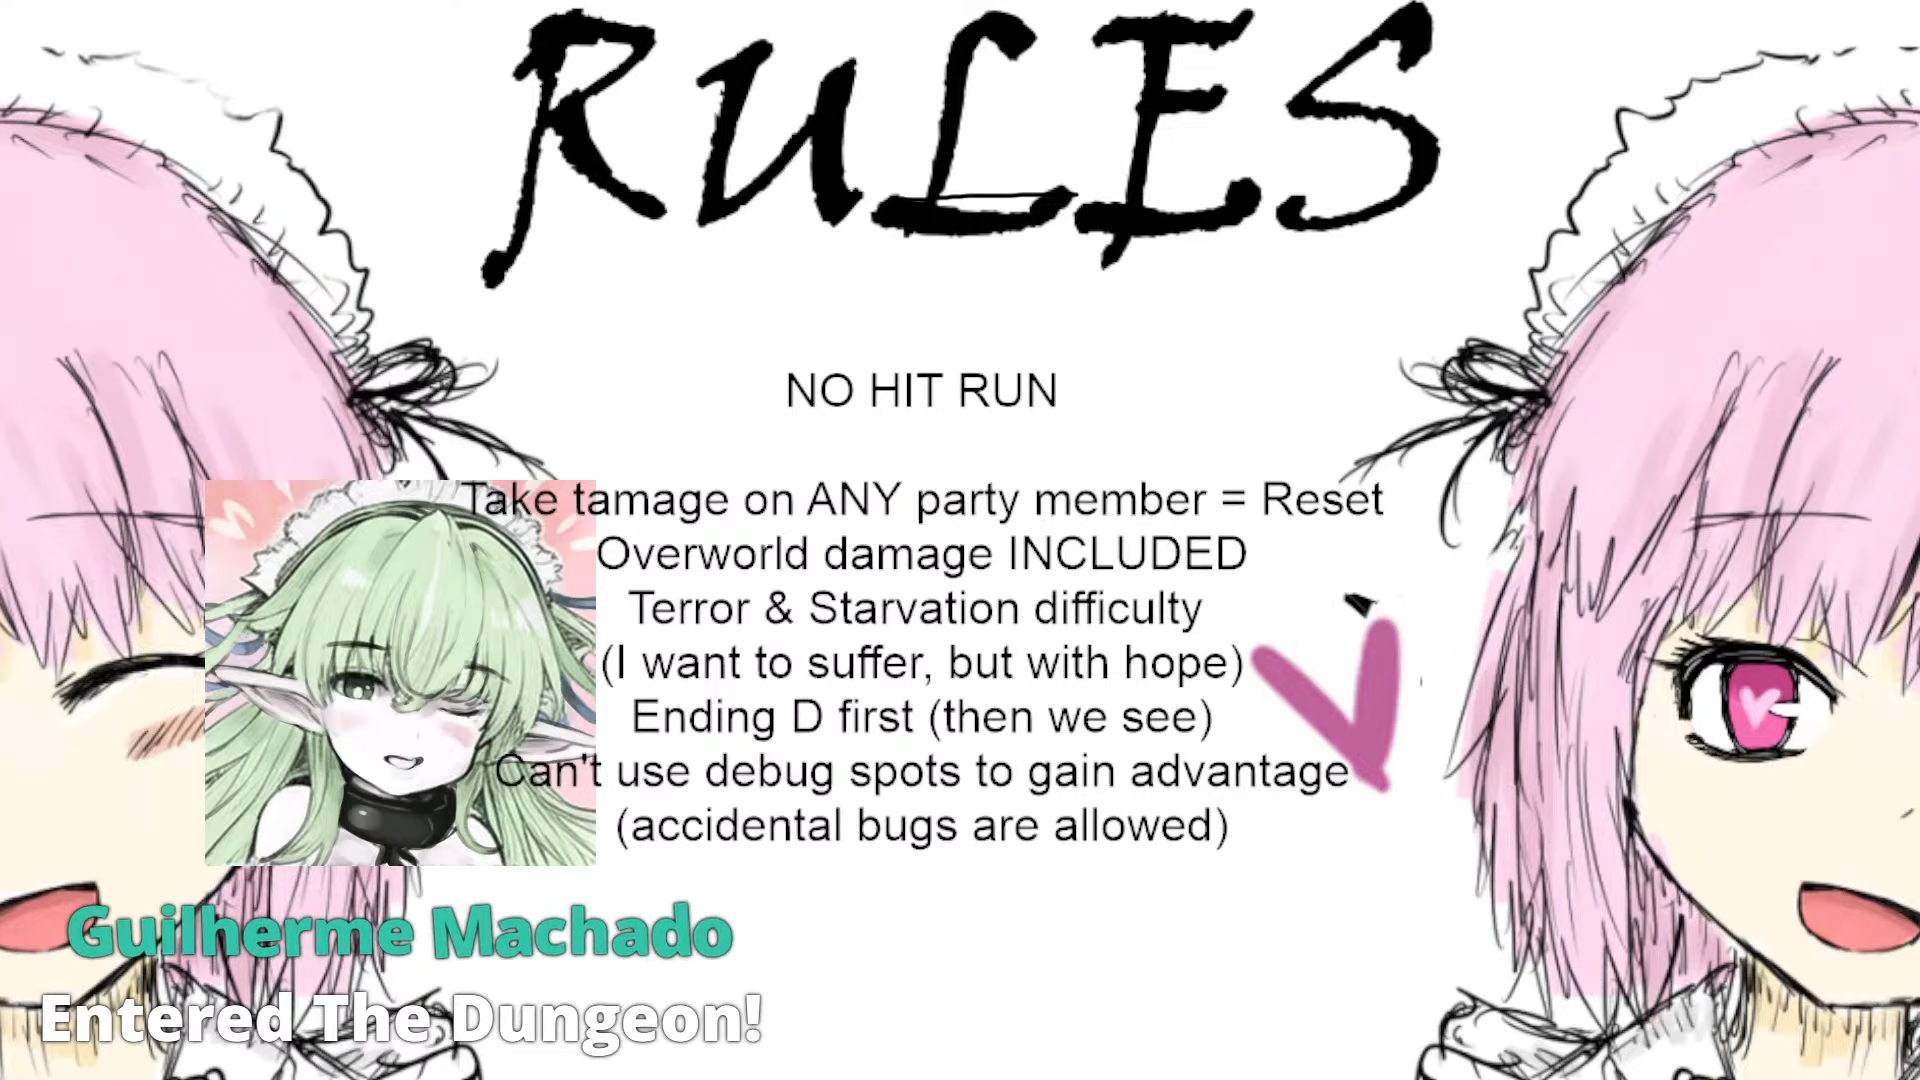 RULES
NO HIT RUN
Take tamage on ANY party member = Reset
Overworld damage INCLUDED
Terror & Starvation difficulty
(I want to suffer, but with hope)
Ending D first (then we see)
Can't use debug spots to gain advantage
(accidental bugs are allowed)
Guilherme Machado
Entered The Dungeon!